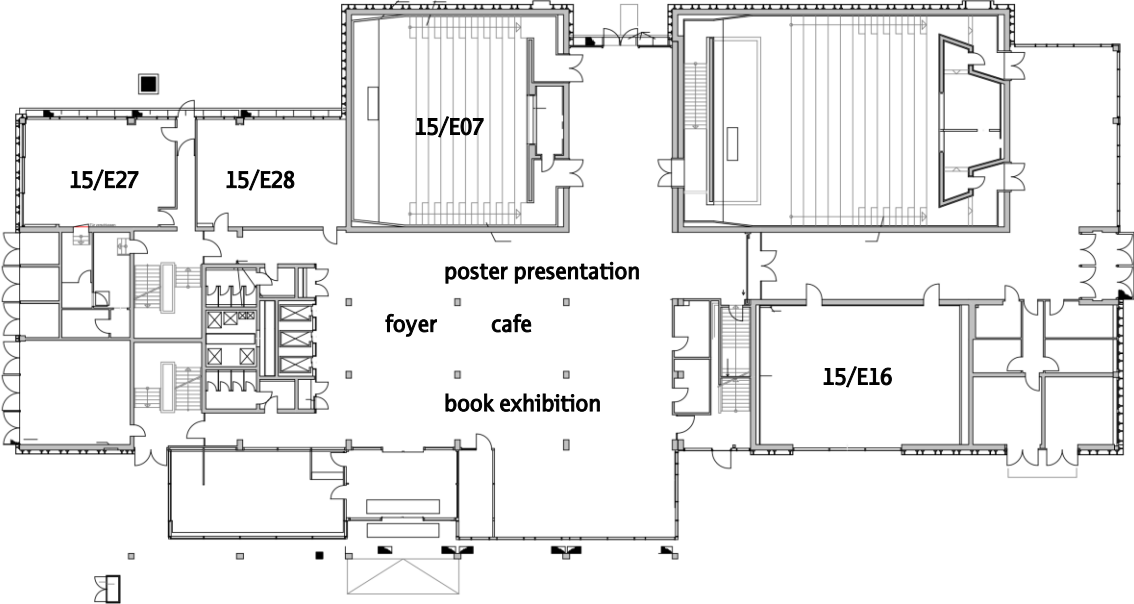 15/E07
15/E27
15/E28
poster presentation
foyer
cafe
15/E16
book exhibition